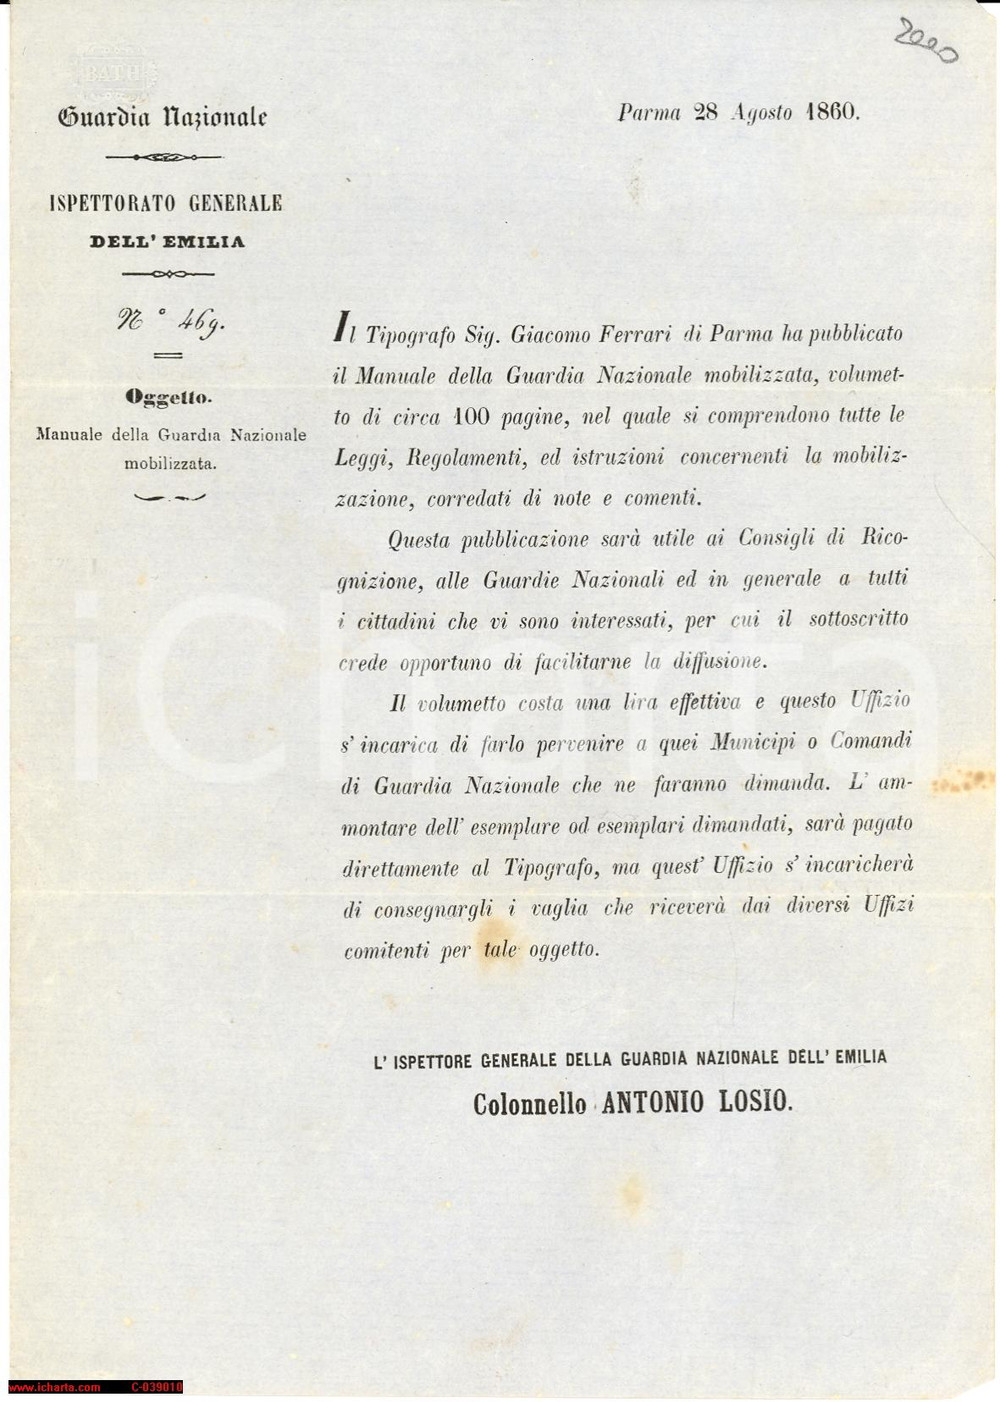 2000
BATH
Guardia Nazionale
Parma 28 Agosto 1860.
ISPETTORATO GENERALE
DELL' EMILIA
N° 469.
Oggetto.
Manuale della Guardia Nazionale
mobilizzata.
Il Tipografo Sig. Giacomo Ferrari di Parma ha pubblicato
il Manuale della Guardia Nazionale mobilizzata, volumet-
to di circa 100 pagine, nel quale si comprendono tutte le
Leggi, Regolamenti, ed istruzioni concernenti la mobiliz-
zazione, corredati di note e comenti.
Questa pubblicazione sarà utile ai Consigli di Rico-
gnizione, alle Guardie Nazionali ed in generale a tutti
i cittadini che vi sono interessati, per cui il sottoscritto
crede opportuno di facilitarne la diffusione.
Il volumetto costa una lira effettiva e questo Uffizio
s' incarica di farlo pervenire a quei Municipi o Comandi
di Guardia Nazionale che ne faranno dimanda. L' am-
montare dell' esemplare od esemplari dimandati, sarà pagato
direttamente al Tipografo, ma quest' Uffizio s' incaricherà
di consegnargli i vaglia che riceverà dai diversi Uffizi
comitenti per tale oggetto.
L' ISPETTORE GENERALE DELLA GUARDIA NAZIONALE DELL' EMILIA
Colonnello ANTONIO LOSIO.
iCharta
www.icharta.com C-039010